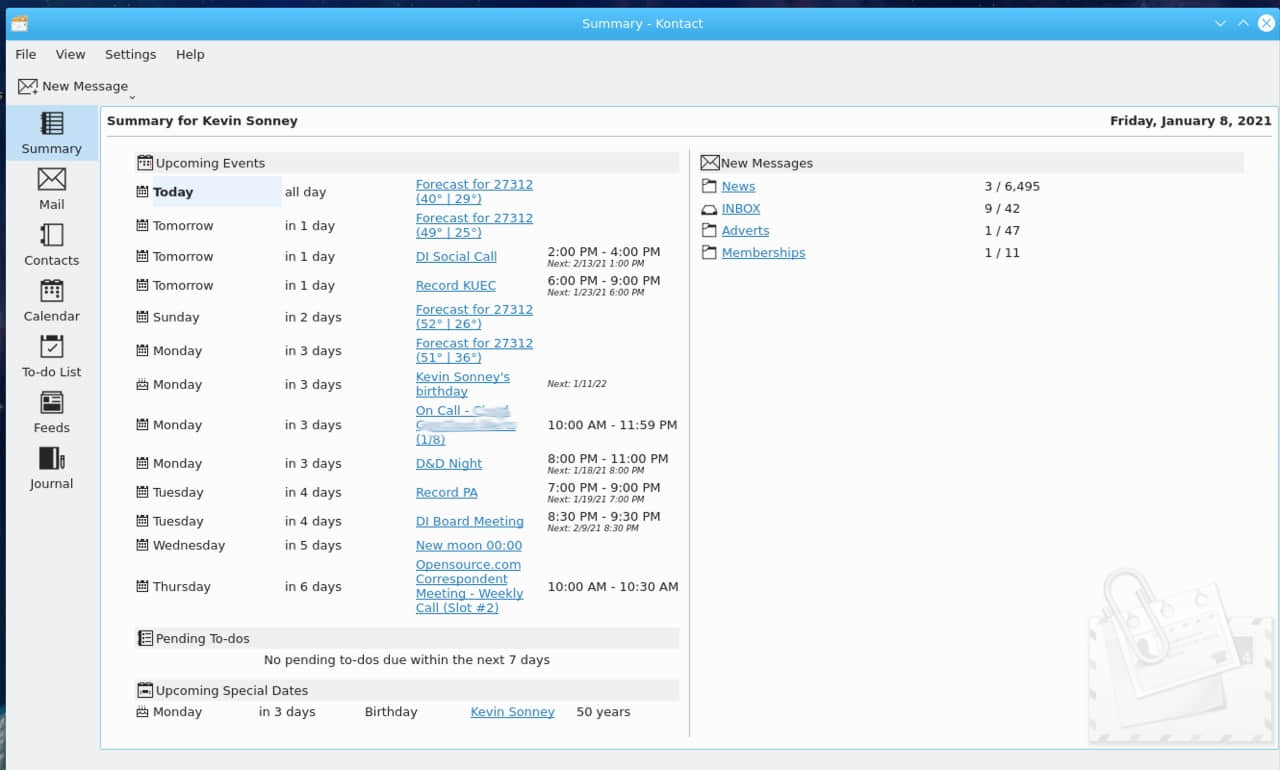 Summary - Kontact
File View Settings Help
New Message
Summary
Mail
Contacts
Calendar
To-do List
Feeds
Journal
Summary for Kevin Sonney
Friday, January 8, 2021
Upcoming Events
Today all day Forecast for 27312
(40° | 29°)
Tomorrow in 1 day Forecast for 27312
(49° | 25°)
Tomorrow in 1 day DI Social Call 2:00 PM - 4:00 PM
Next: 2/13/21 1:00 PM
Tomorrow in 1 day Record KUEC 6:00 PM - 9:00 PM
Next: 1/23/21 6:00 PM
Sunday in 2 days Forecast for 27312
(52° | 26°)
Monday in 3 days Forecast for 27312
(51° | 36°)
Monday in 3 days Kevin Sonney's
birthday
Next: 1/11/22
Monday in 3 days On Call -
(1/8)
10:00 AM - 11:59 PM
Monday in 3 days D&D Night 8:00 PM - 11:00 PM
Next: 1/18/21 8:00 PM
Tuesday in 4 days Record PA 7:00 PM - 9:00 PM
Next: 1/19/21 7:00 PM
Tuesday in 4 days DI Board Meeting 8:30 PM - 9:30 PM
Next: 2/9/21 8:30 PM
Wednesday in 5 days New moon 00:00
Thursday in 6 days Opensource.com
Correspondent
Meeting - Weekly
Call (Slot #2)
10:00 AM - 10:30 AM
Pending To-dos
No pending to-dos due within the next 7 days
Upcoming Special Dates
Monday in 3 days Birthday Kevin Sonney 50 years
New Messages
News 3 / 6,495
INBOX 9 / 42
Adverts 1 / 47
Memberships 1 / 11